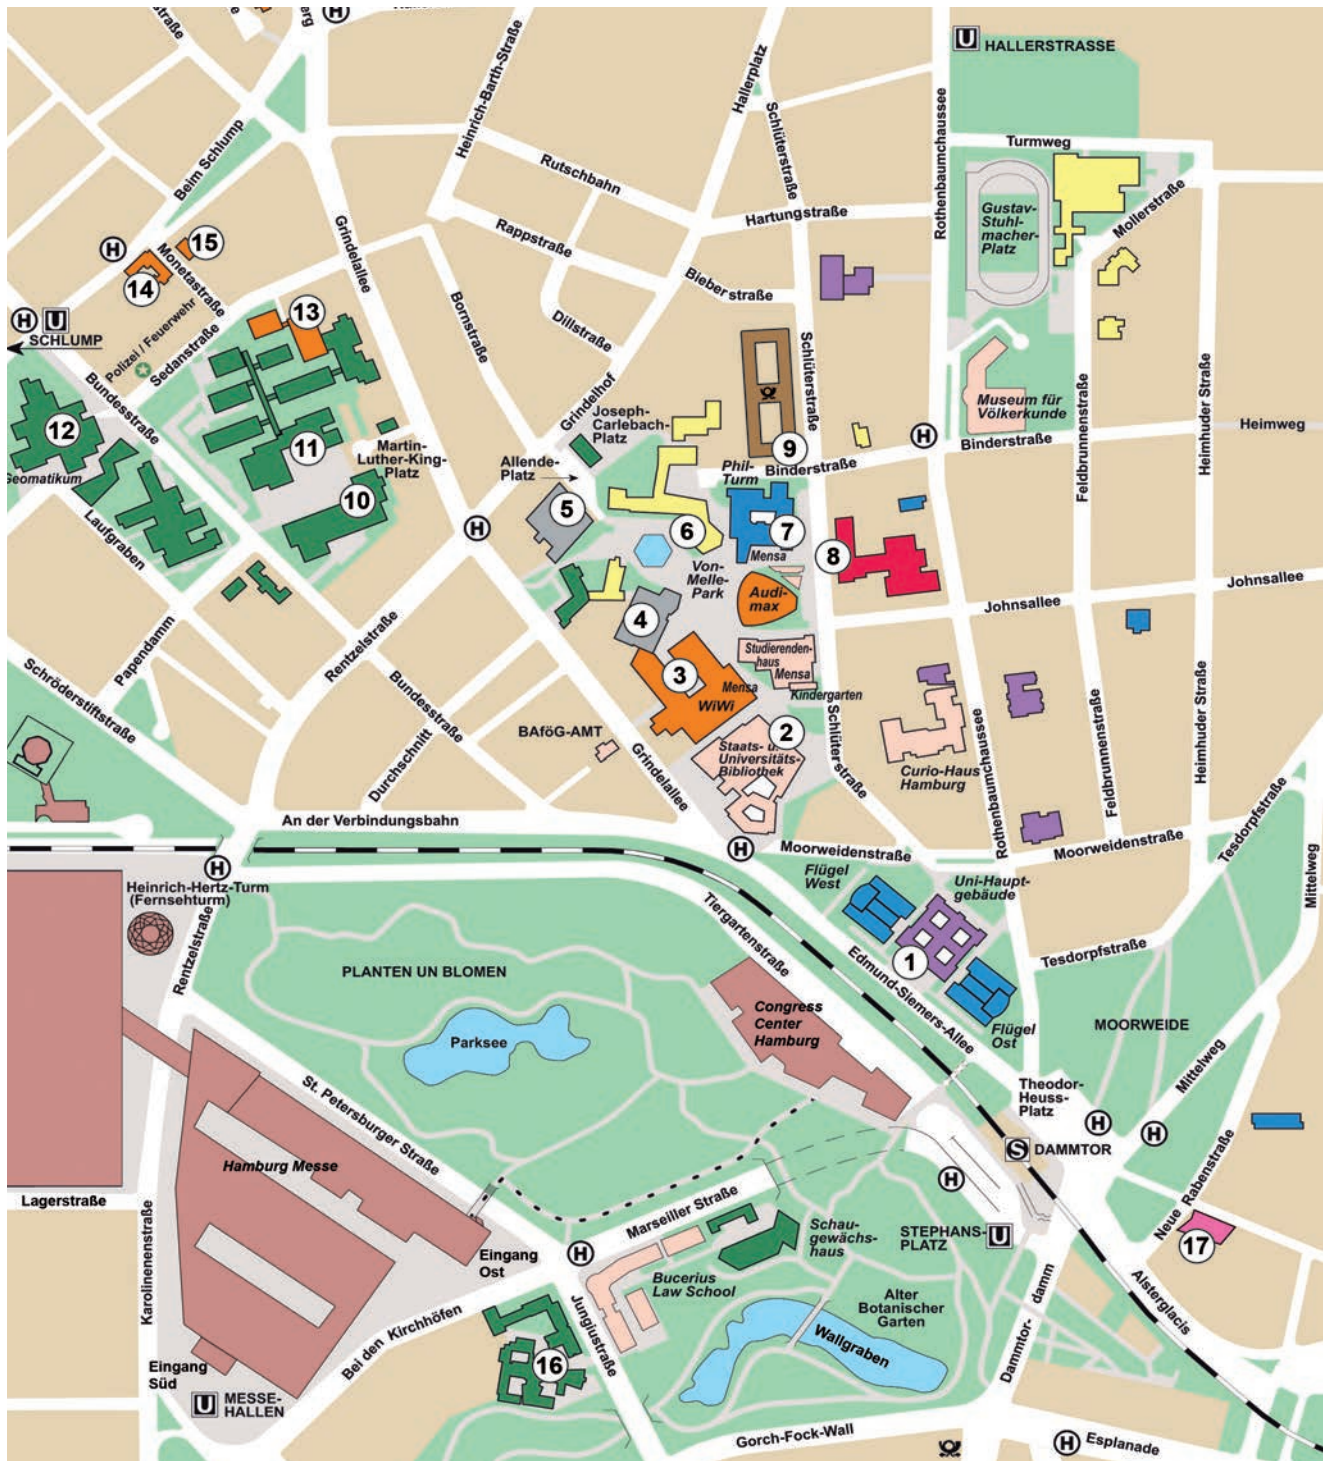 H
U HALLERSTRASSE
Heinrich-Barth-Straße
Hallerplatz
Schlüterstraße
Rothenbaumchaussee
Turmweg
Beim Schlump
Rutschbahn
Hartungstraße
Gustav-
Stuhl-
macher-
Platz
Mollerstraße
Grindelallee
Rappstraße
H
15
14
Monetastraße
Bieberstraße
Bornstraße
Dillstraße
13
H U
SCHLUMP
Polizei / Feuerwehr
Sedanstraße
Schlüterstraße
Museum für
Völkerkunde
Feldbrunnenstraße
Heimhuder Straße
Bundesstraße
Grindelhof
Joseph-
Carlebach-
Platz
12
Geomatikum
11
Martin-
Luther-King-
Platz
Allende-
Platz
9
H
Binderstraße
Binderstraße
Heimweg
Phil-
Turm
10
Laufgraben
5
H
6
7
Mensa
8
Von-
Melle-
Park
Audi-
max
Johnsallee
Johnsallee
4
Papendamm
Rentzelstraße
Studierenden-
haus
Mensa
Kindergarten
3
Mensa
WiWi
Schröderstiftstraße
Bundesstraße
Durchschnitt
BAföG-AMT
2
Staats- u.
Universitäts-
Bibliothek
Grindelallee
Schlüterstraße
Curio-Haus
Hamburg
Rothenbaumchaussee
Feldbrunnenstraße
Heimhuder Straße
Tesdorpfstraße
An der Verbindungsbahn
H
Moorweidenstraße
Moorweidenstraße
Mittelweg
H
Heinrich-Hertz-Turm
(Fernsehturm)
Rentzelstraße
Flügel
West
Uni-Haupt-
gebäude
Tiergartenstraße
1
Edmund-Siemers-Allee
Tesdorpfstraße
PLANTEN UN BLOMEN
Parksee
Congress
Center
Hamburg
Flügel
Ost
MOORWEIDE
Mittelweg
St. Petersburger Straße
Theodor-
Heuss-
Platz
H
H
S DAMMTOR
Hamburg Messe
Lagerstraße
Karolinenstraße
H
Neue Rabenstraße
Marseiller Straße
Schau-
gewächs-
haus
STEPHANS-
PLATZ U
17
Eingang
Ost
H
Bucerius
Law School
Alsterglacis
Alter
Botanischer
Garten
Wallgraben
Dammtor-
damm
Bei den Kirchhöfen
Jungiustraße
16
Eingang
Süd
U MESSE-
HALLEN
Gorch-Fock-Wall
H Esplanade